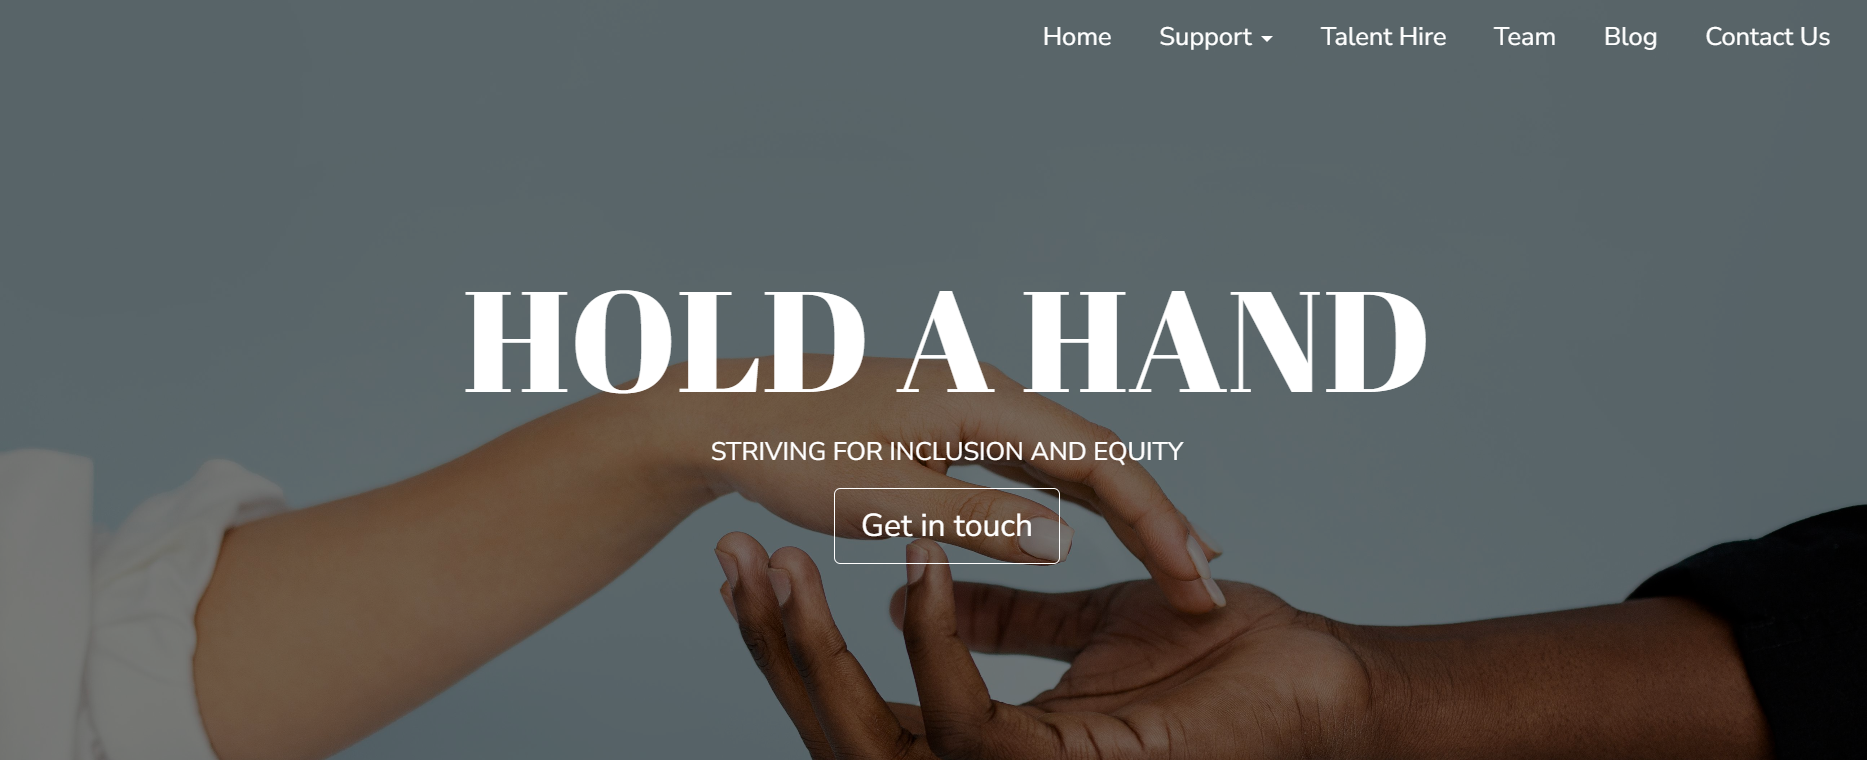 Home Support Talent Hire Team Blog Contact Us
HOLD A HAND
STRIVING FOR INCLUSION AND EQUITY
Get in touch